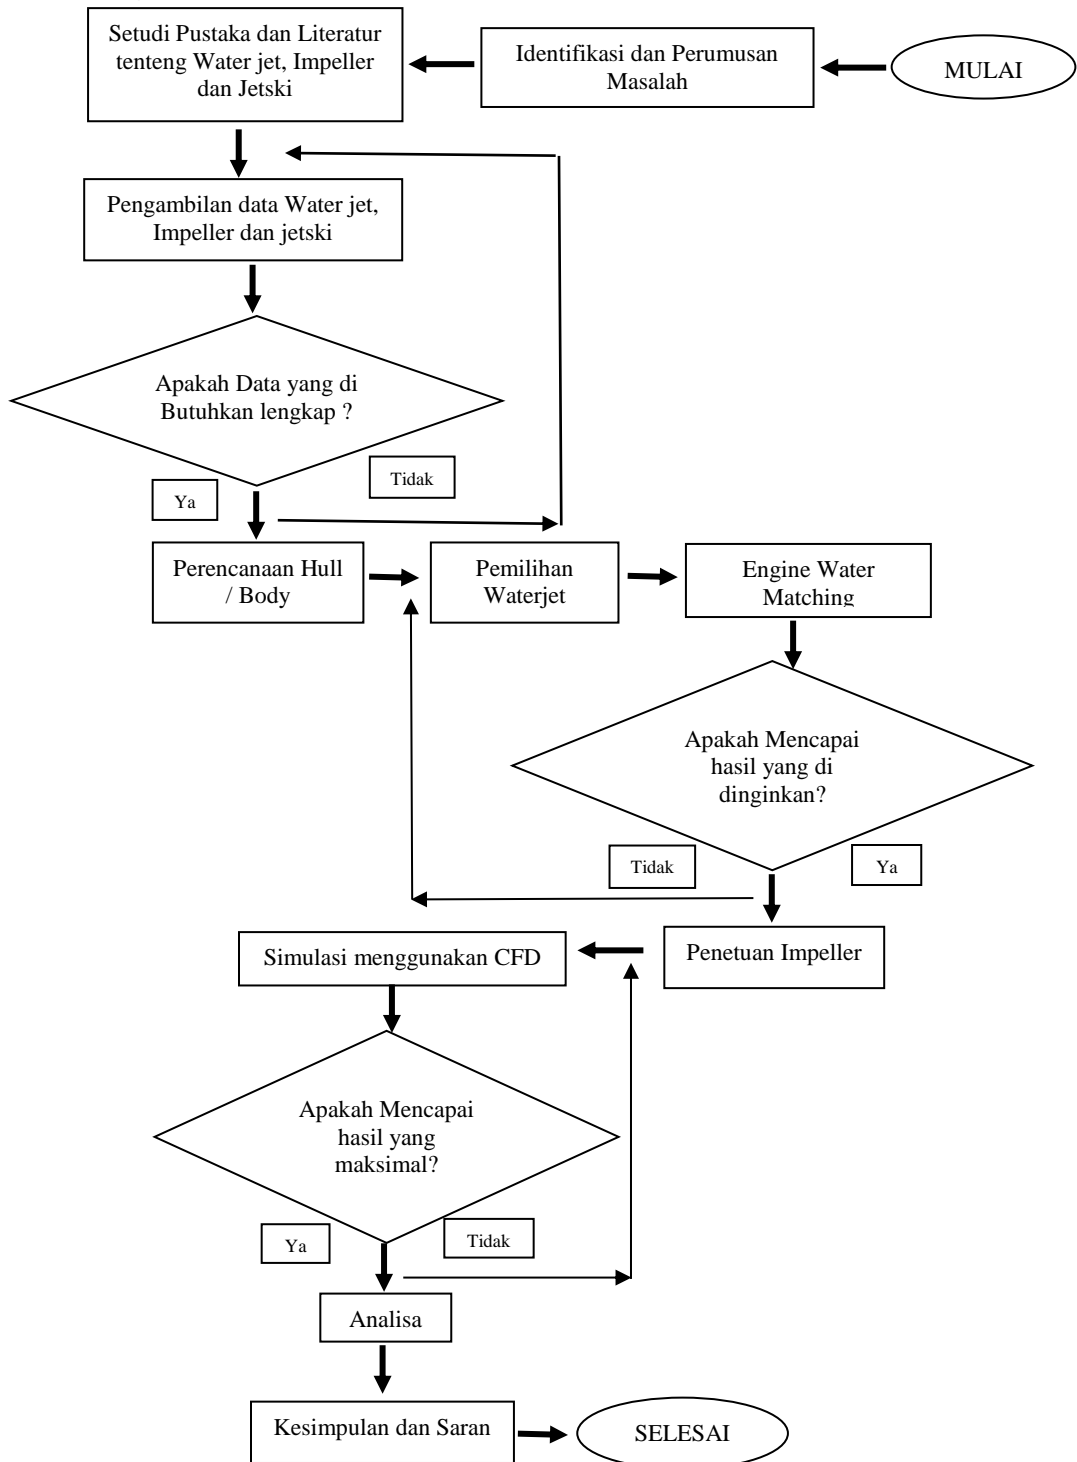 MULAI
Identifikasi dan Perumusan
Masalah
Setudi Pustaka dan Literatur
tenteng Water jet, Impeller
dan Jetski
Pengambilan data Water jet,
Impeller dan jetski
Apakah Data yang di
Butuhkan lengkap ?
Ya
Tidak
Perencanaan Hull
/ Body
Pemilihan
Waterjet
Engine Water
Matching
Apakah Mencapai
hasil yang di
dinginkan?
Tidak
Ya
Penetuan Impeller
Simulasi menggunakan CFD
Apakah Mencapai
hasil yang
maksimal?
Ya
Tidak
Analisa
Kesimpulan dan Saran
SELESAI